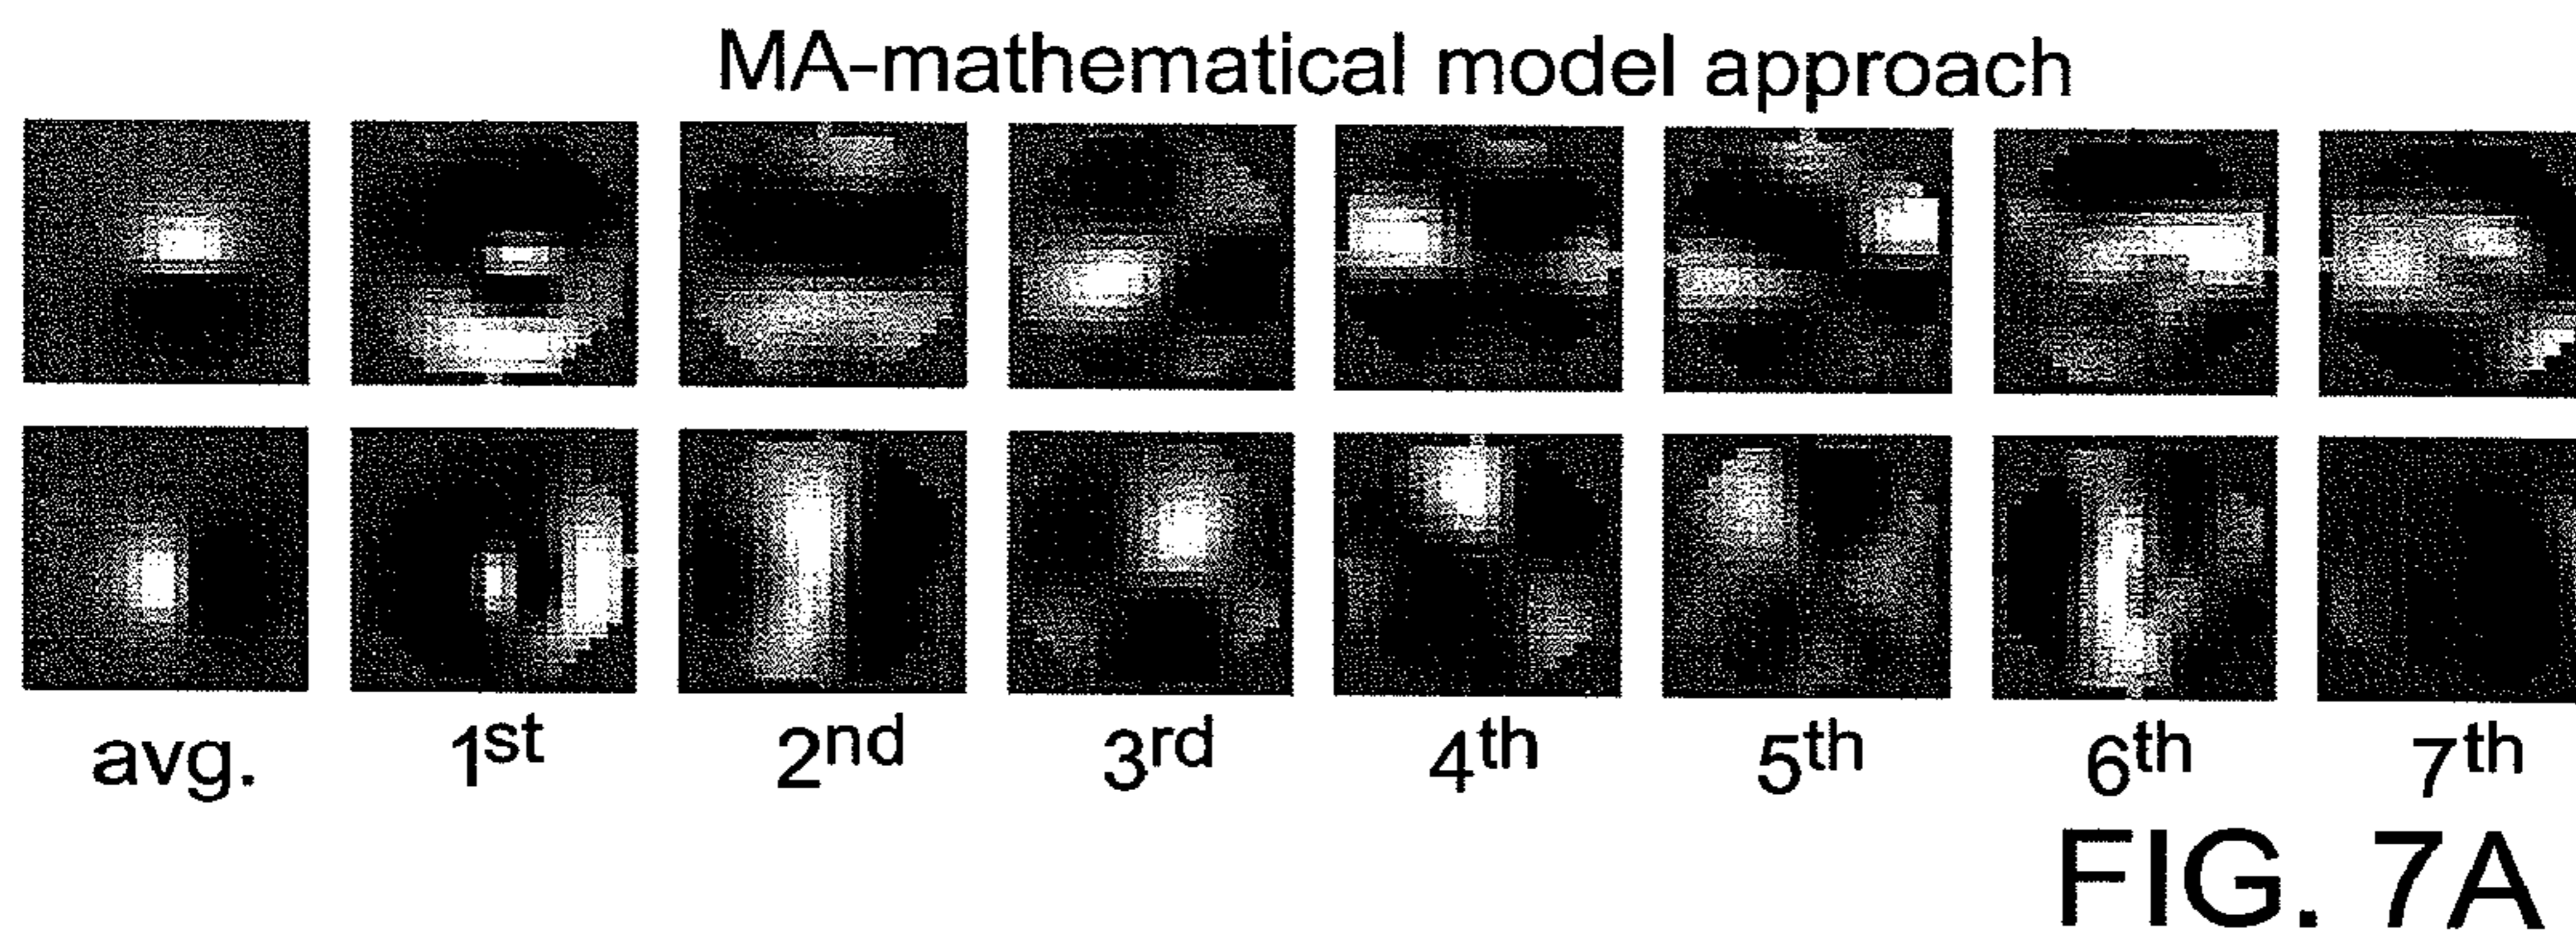 MA-mathematical model approach
avg. 1st 2nd 3rd 4th 5th 6th 7th
FIG. 7A